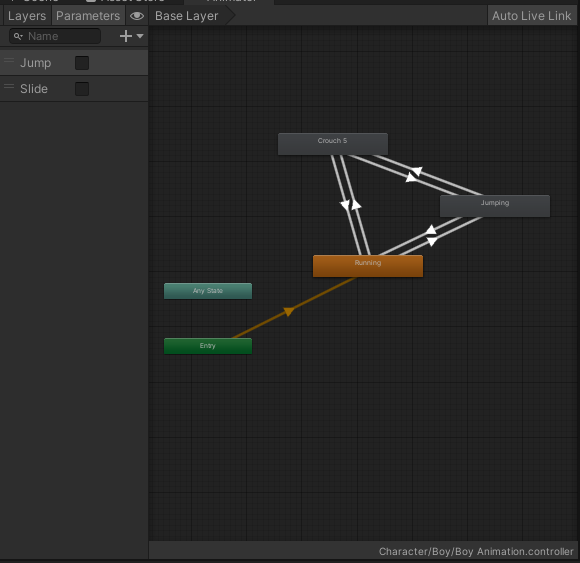 Layers Parameters Base Layer Auto Live Link
Name
Jump
Slide
Crouch 5
Jumping
Running
Any State
Entry
Character/Boy/Boy Animation.controller